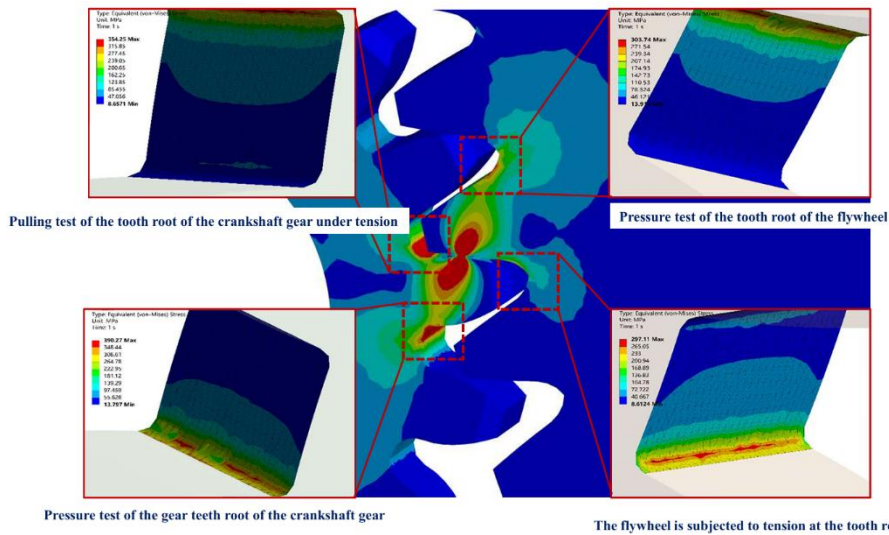 Type: Equivalent (von-Mises) Stress
Unit: MPa
Time: 1 s
354.25 Max
315.85
277.45
239.05
200.65
162.25
123.85
85.455
47.056
8.6571 Min
Type: Equivalent (von-Mises) Stress
Unit: MPa
Time: 1 s
303.74 Max
271.54
239.34
207.14
174.93
142.73
110.53
78.324
Pulling test of the tooth root of the crankshaft gear under tension
Pressure test of the tooth root of the flywheel
Type: Equivalent (von-Mises) Stress
Unit: MPa
Time: 1 s
390.27 Max
348.44
306.61
264.78
222.95
181.12
139.29
97.459
55.628
13.797 Min
Type: Equivalent (von-Mises) Stress
Unit: MPa
Time: 1 s
297.11 Max
265.05
233
200.94
168.89
136.83
104.78
72.722
40.667
8.6124 Min
Pressure test of the gear teeth root of the crankshaft gear
The flywheel is subjected to tension at the tooth